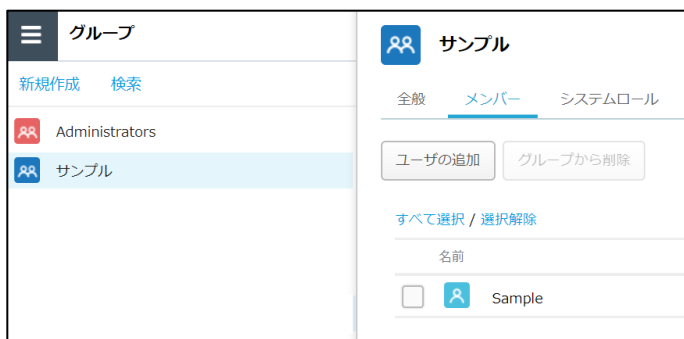 グループ
新規作成 検索
Administrators
サンプル
サンプル
全般 メンバー システムロール
ユーザの追加 グループから削除
すべて選択 / 選択解除
名前
Sample